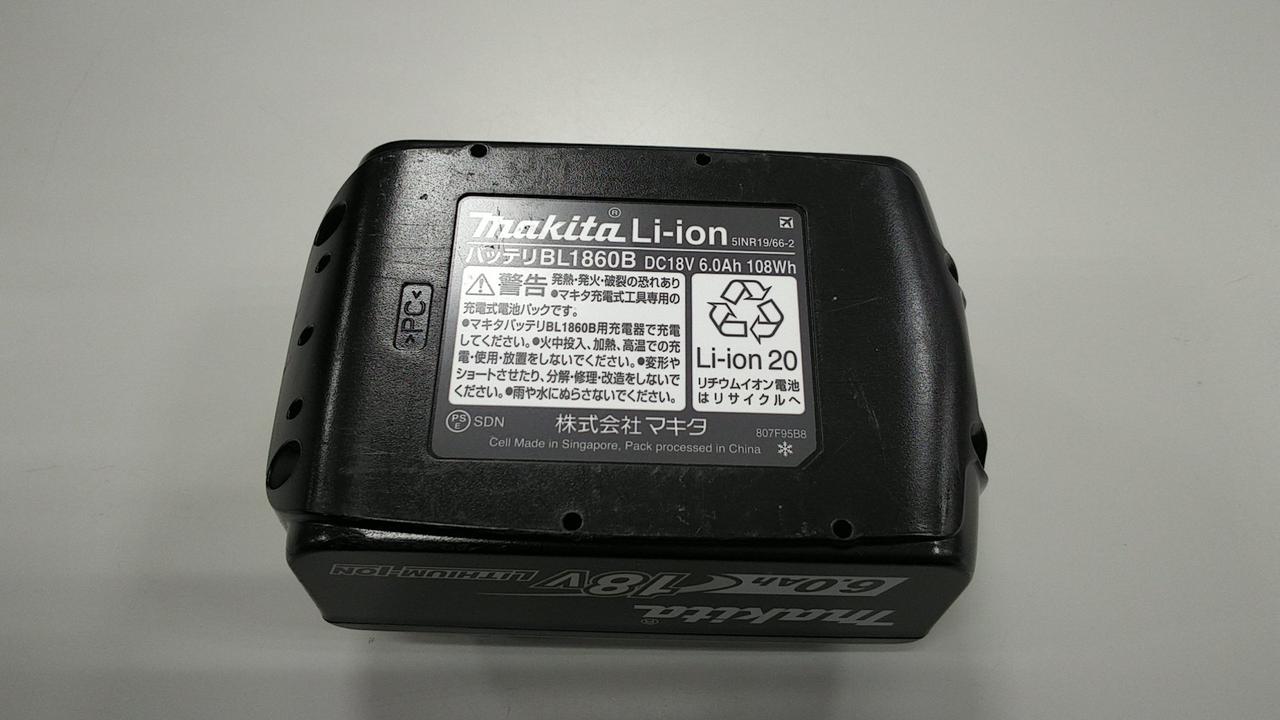 makita® Li-ion 5INR19/66-2
バッテリBL1860B DC18V 6.0Ah 108Wh
警告 発熱・発火・破裂の恐れあり
●マキタ充電式工具専用の
充電式電池パックです。
●マキタバッテリBL1860B用充電器で充電
してください。●火中投入、加熱、高温での充
電・使用・放置をしないでください。●変形や
ショートさせたり、分解・修理・改造をしないで
ください。●雨や水にぬらさないでください。
Li-ion 20
リチウムイオン電池
はリサイクルへ
PSE SDN 株式会社マキタ 807F95B8
Cell Made in Singapore, Pack processed in China
>PC<
makita®
6.0Ah 18V LITHIUM-ION